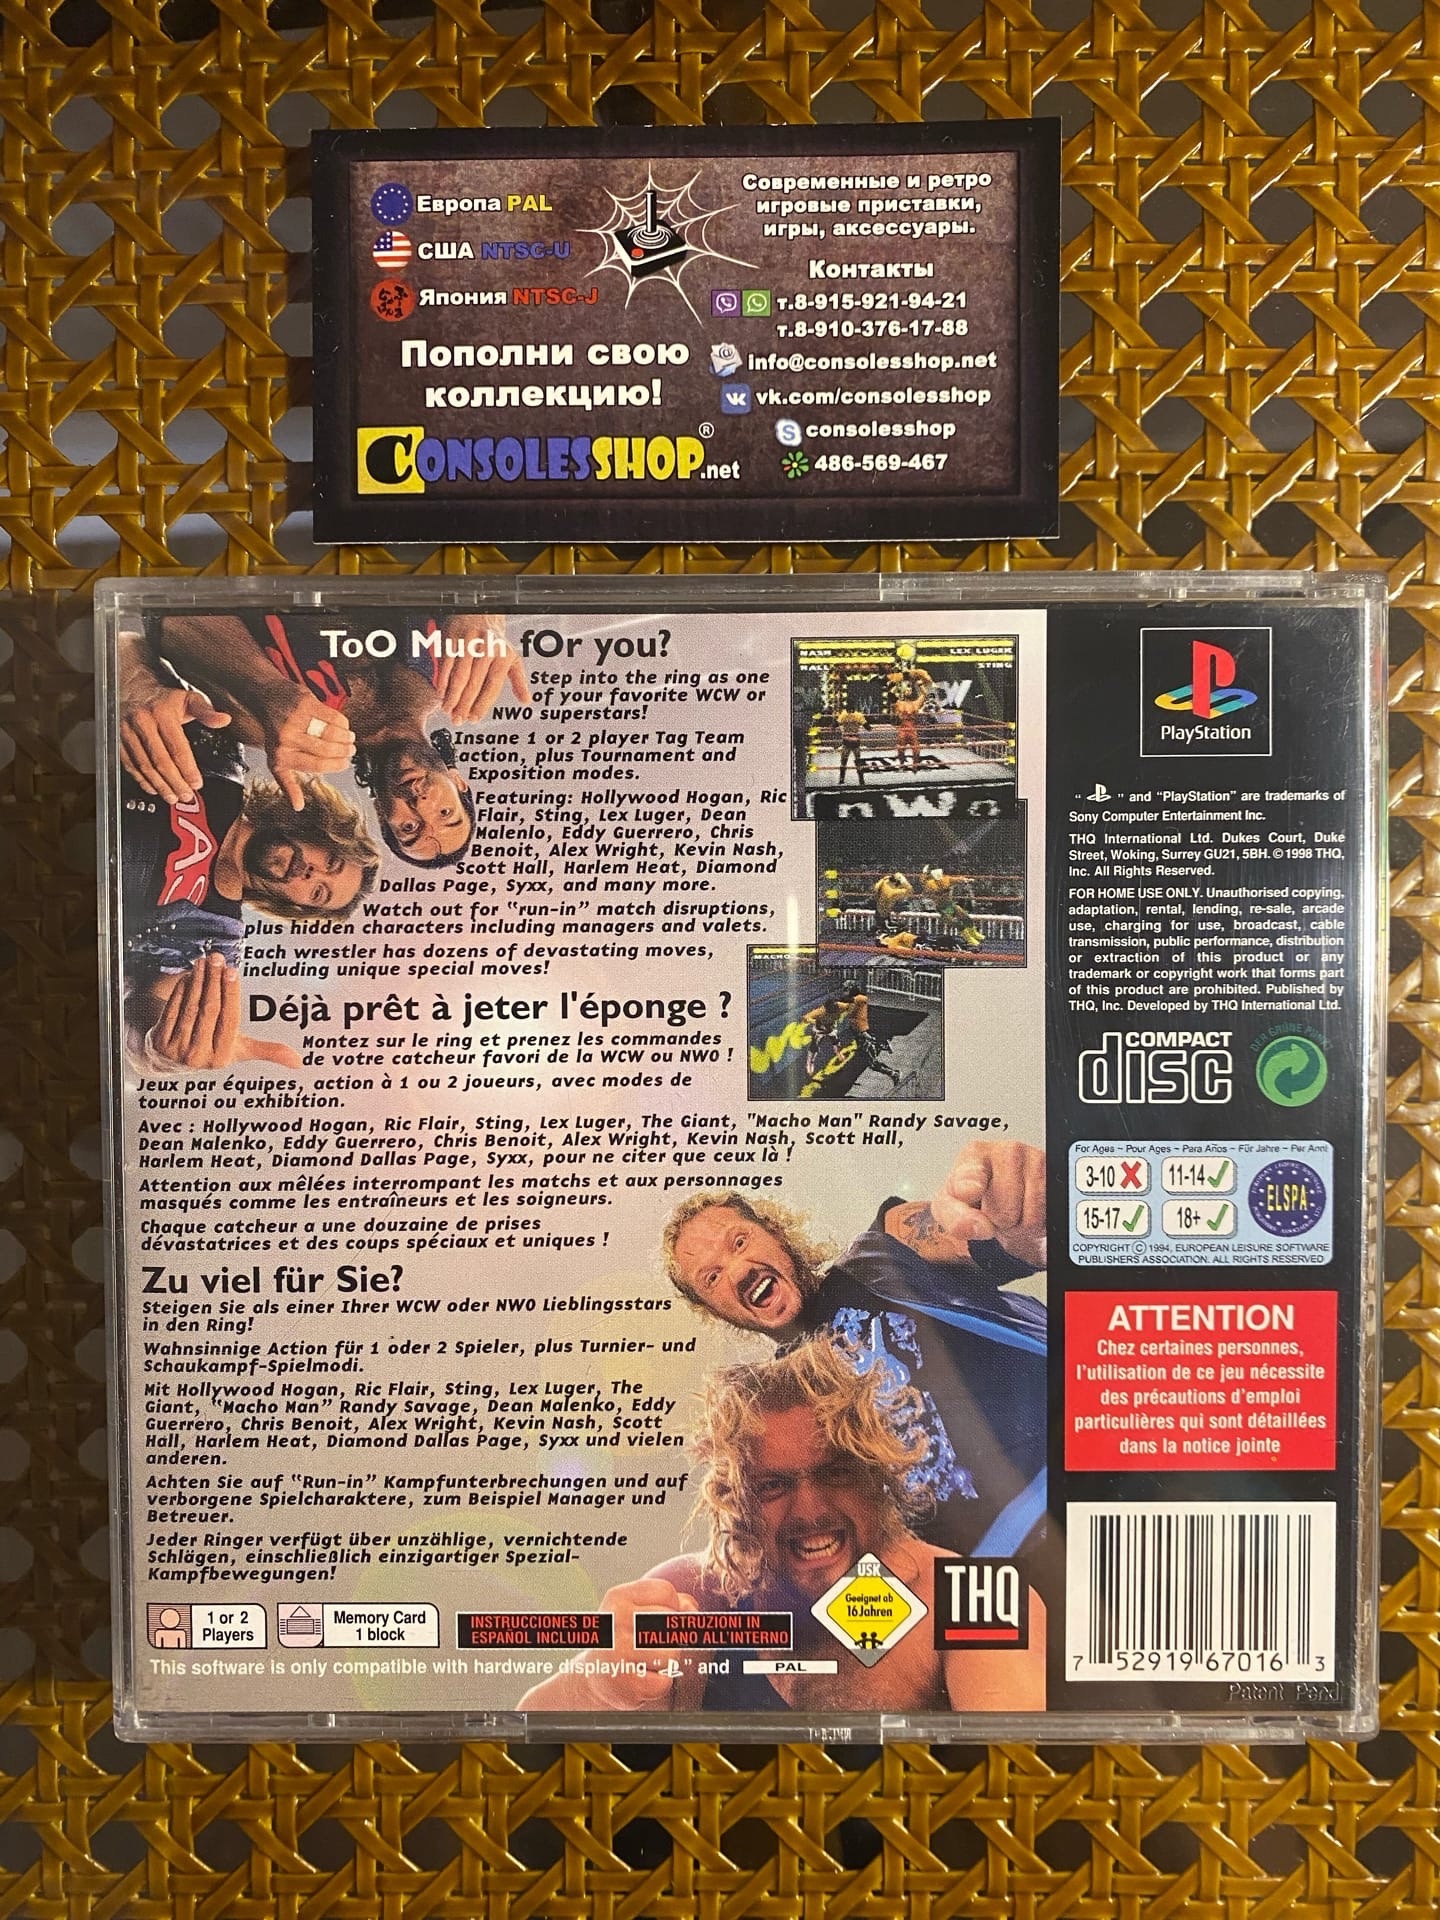 Европа PAL
США NTSC-U
Япония NTSC-J
Пополни свою
коллекцию!
CONSOLESSHOP.net
®
Современные и ретро
игровые приставки,
игры, аксессуары.
Контакты
т.8-915-921-94-21
т.8-910-376-17-88
info@consolesshop.net
vk.com/consolesshop
consolesshop
486-569-467
ToO Much fOr you?
Step into the ring as one
of your favorite WCW or
NWO superstars!
Insane 1 or 2 player Tag Team
action, plus Tournament and
Exposition modes.
Featuring: Hollywood Hogan, Ric
Flair, Sting, Lex Luger, Dean
Malenlo, Eddy Guerrero, Chris
Benoit, Alex Wright, Kevin Nash,
Scott Hall, Harlem Heat, Diamond
Dallas Page, Syxx, and many more.
Watch out for "run-in" match disruptions,
plus hidden characters including managers and valets.
Each wrestler has dozens of devastating moves,
including unique special moves!
NASH
HALL
LEX LUGER
STING
nWo
MACHO
Déjà prêt à jeter l'éponge ?
Montez sur le ring et prenez les commandes
de votre catcheur favori de la WCW ou NWO !
Jeux par équipes, action à 1 ou 2 joueurs, avec modes de
tournoi ou exhibition.
Avec : Hollywood Hogan, Ric Flair, Sting, Lex Luger, The Giant, "Macho Man" Randy Savage,
Dean Malenko, Eddy Guerrero, Chris Benoit, Alex Wright, Kevin Nash, Scott Hall,
Harlem Heat, Diamond Dallas Page, Syxx, pour ne citer que ceux là !
Attention aux mêlées interrompant les matchs et aux personnages
masqués comme les entraîneurs et les soigneurs.
Chaque catcheur a une douzaine de prises
dévastatrices et des coups spéciaux et uniques !
Zu viel für Sie?
Steigen Sie als einer Ihrer WCW oder NWO Lieblingsstars
in den Ring!
Wahnsinnige Action für 1 oder 2 Spieler, plus Turnier- und
Schaukampf-Spielmodi.
Mit Hollywood Hogan, Ric Flair, Sting, Lex Luger, The
Giant, "Macho Man" Randy Savage, Dean Malenko, Eddy
Guerrero, Chris Benoit, Alex Wright, Kevin Nash, Scott
Hall, Harlem Heat, Diamond Dallas Page, Syxx und vielen
anderen.
Achten Sie auf "Run-in" Kampfunterbrechungen und auf
verborgene Spielcharaktere, zum Beispiel Manager und
Betreuer.
Jeder Ringer verfügt über unzählige, vernichtende
Schlägen, einschließlich einzigartiger Spezial-
Kampfbewegungen!
1 or 2
Players
Memory Card
1 block
INSTRUCCIONES DE
ESPAÑOL INCLUIDA
ISTRUZIONI IN
ITALIANO ALL'INTERNO
USK
Geeignet ab
16 Jahren
THQ
This software is only compatible with hardware displaying " " and PAL
PlayStation
" " and "PlayStation" are trademarks of
Sony Computer Entertainment Inc.
THQ International Ltd. Dukes Court, Duke
Street, Woking, Surrey GU21, 5BH. © 1998 THQ,
Inc. All Rights Reserved.
FOR HOME USE ONLY. Unauthorised copying,
adaptation, rental, lending, re-sale, arcade
use, charging for use, broadcast, cable
transmission, public performance, distribution
or extraction of this product or any
trademark or copyright work that forms part
of this product are prohibited. Published by
THQ, Inc. Developed by THQ International Ltd.
COMPACT
disc
DER GRÜNE PUNKT
For Ages - Pour Ages - Para Años - Für Jahre - Per Anni
3-10
11-14
15-17
18+
ELSPA
COPYRIGHT © 1994, EUROPEAN LEISURE SOFTWARE
PUBLISHERS ASSOCIATION. ALL RIGHTS RESERVED
ATTENTION
Chez certaines personnes,
l'utilisation de ce jeu nécessite
des précautions d'emploi
particulières qui sont détaillées
dans la notice jointe
7 52919 67016 3
Patent Pend